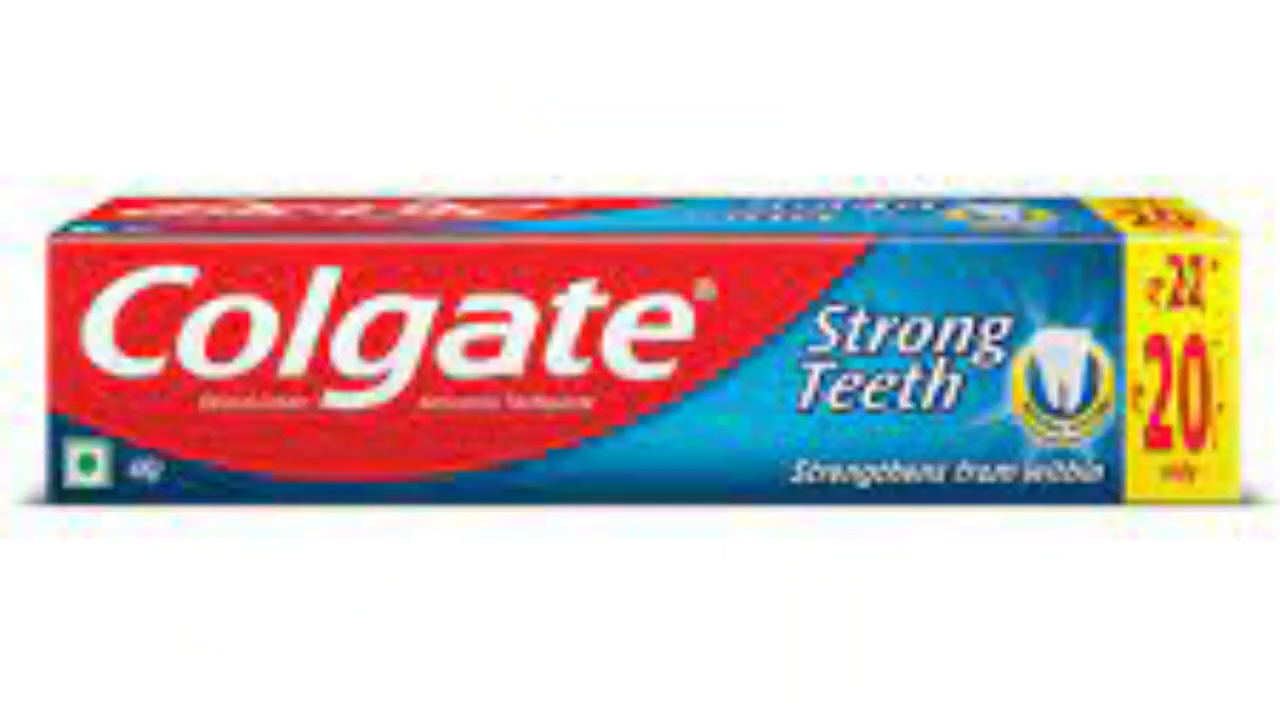 Colgate®
Strong
Teeth
Strengthens from Within
₹22
₹20
only